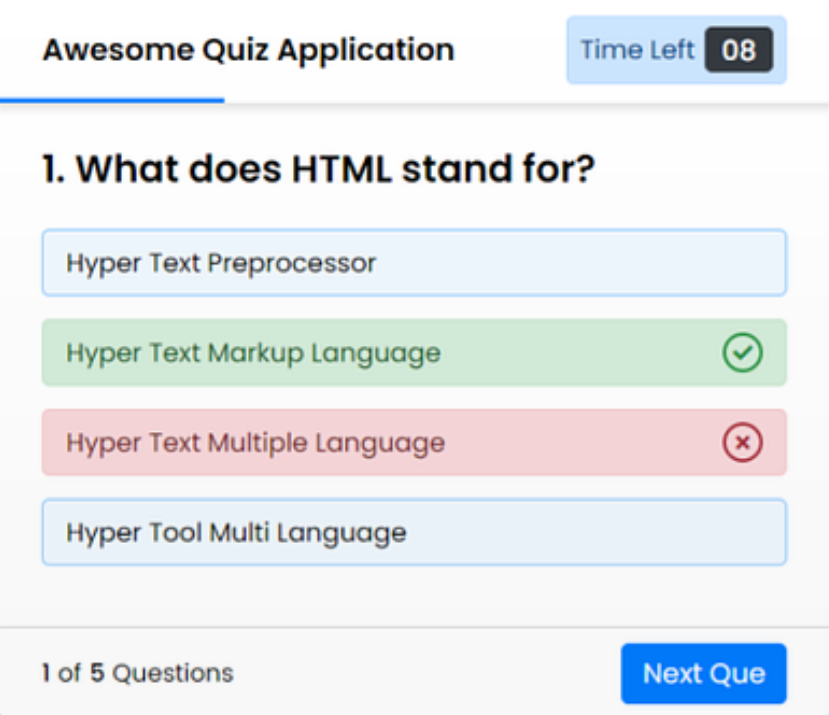 Awesome Quiz Application
Time Left 08
1. What does HTML stand for?
Hyper Text Preprocessor
Hyper Text Markup Language
Hyper Text Multiple Language
Hyper Tool Multi Language
1 of 5 Questions
Next Que